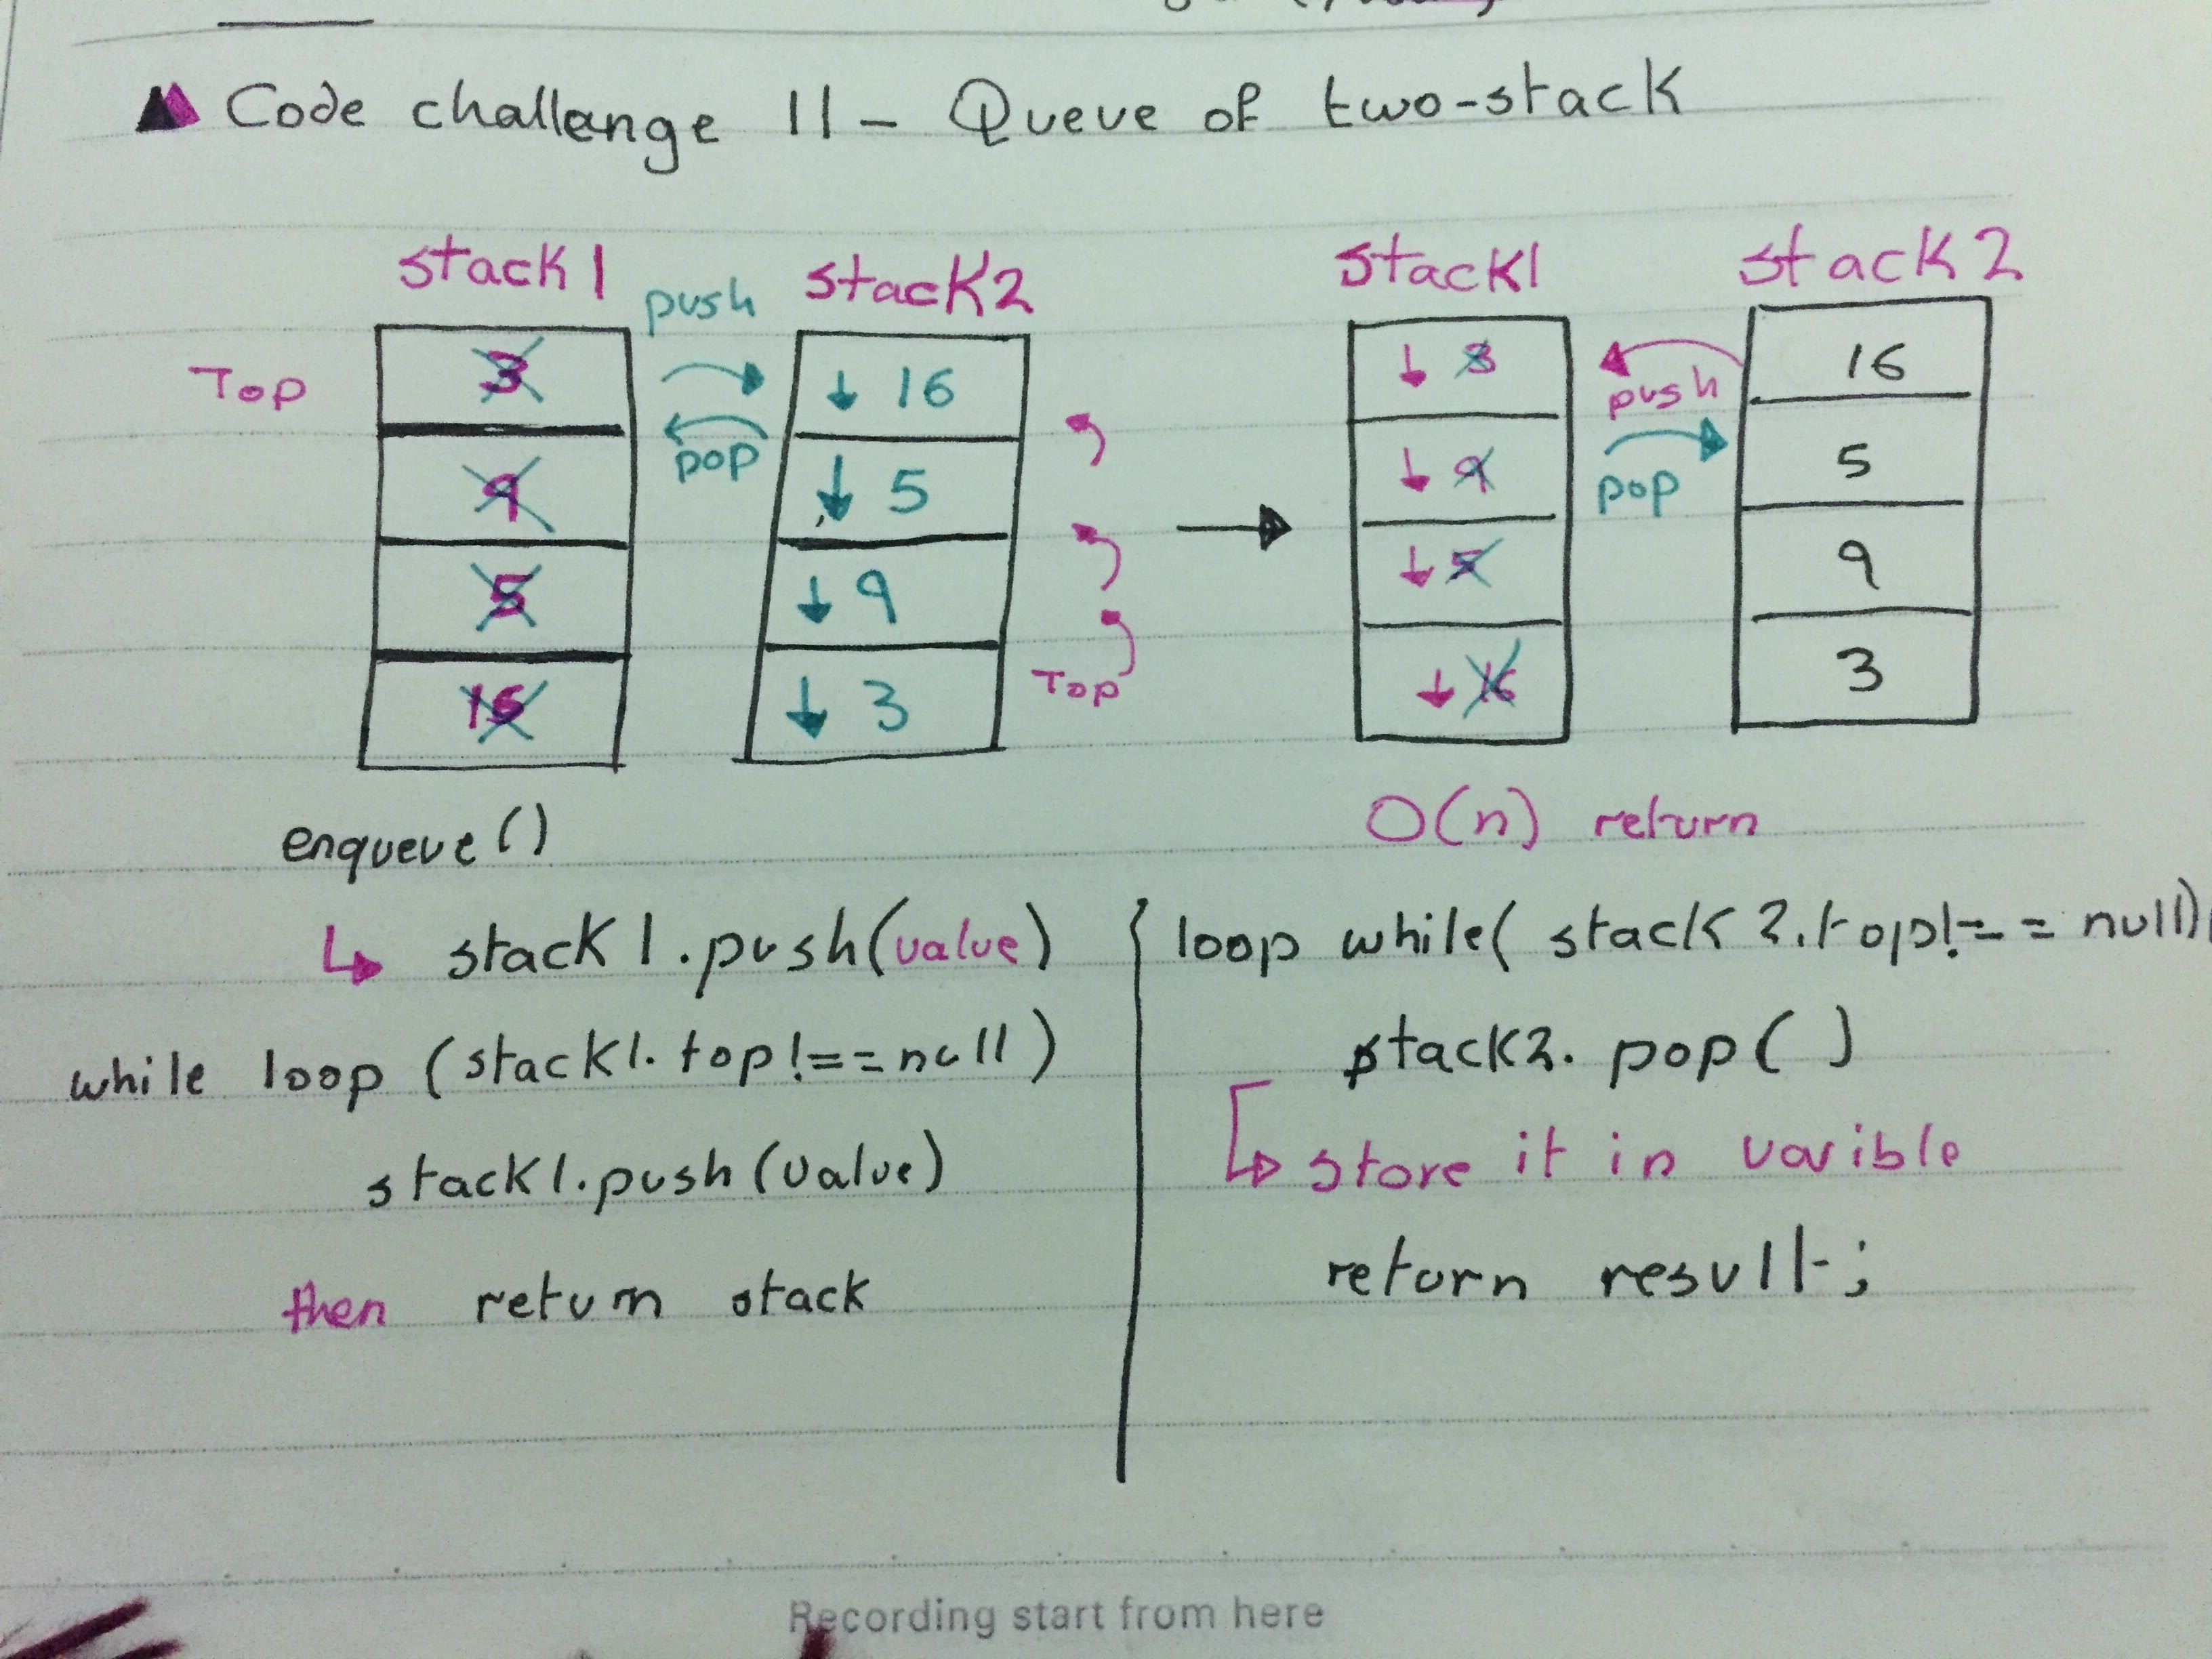 Code challenge 11 - Queue of two-stack
stack1 push stack2
Top
3
9
5
16
pop
↓ 16
↓ 5
↓ 9
↓ 3
Top
stack1 stack2
↓ 3
↓ 9
↓ 5
↓ 16
push
pop
16
5
9
3
enqueue()
↳ stack1.push(value)
while loop (stack1.top!==null)
stack1.push(value)
then return stack
O(n) return
loop while( stack2.top!== null)
stack2.pop( )
↳ store it in varible
return result;
Recording start from here